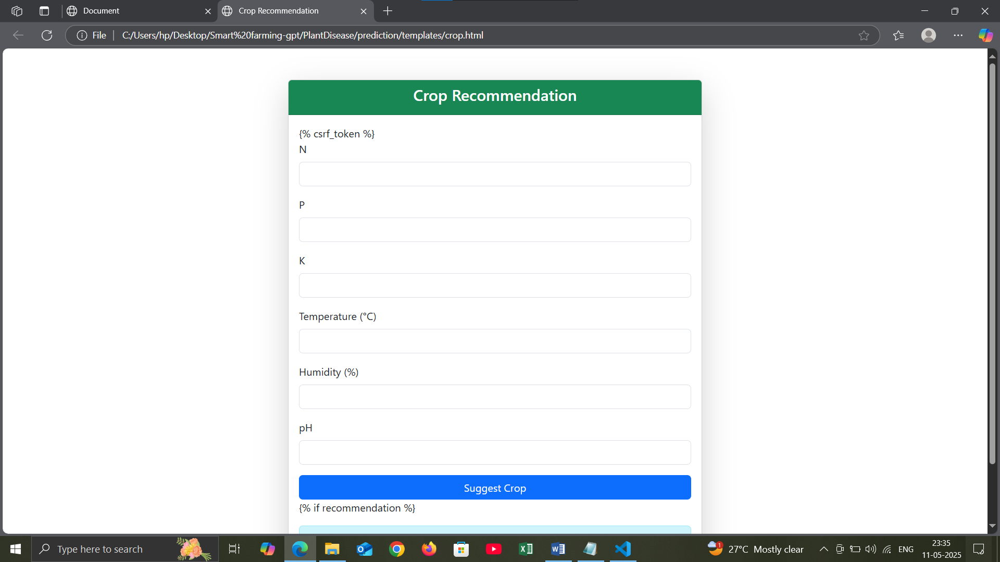 Document
Crop Recommendation
File
C:/Users/hp/Desktop/Smart%20farming-gpt/PlantDisease/prediction/templates/crop.html
Crop Recommendation
{% csrf_token %}
N
P
K
Temperature (°C)
Humidity (%)
pH
Suggest Crop
{% if recommendation %}
Type here to search
1
27°C Mostly clear
ENG
23:35
11-05-2025